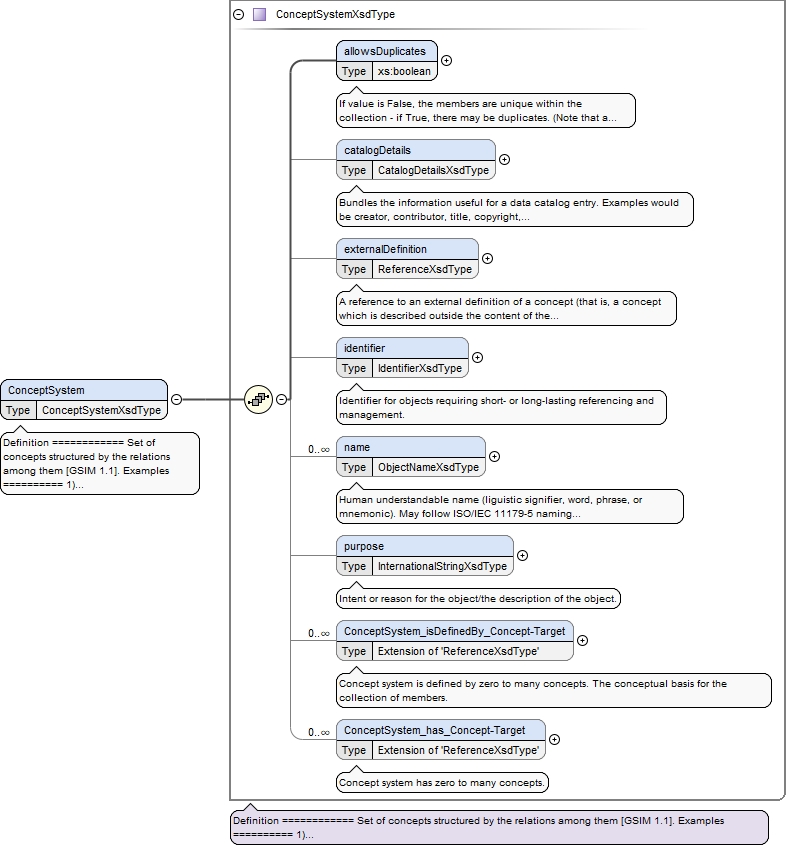 ConceptSystemXsdType
allowsDuplicates
Type xs:boolean
If value is False, the members are unique within the
collection - if True, there may be duplicates. (Note that a...
catalogDetails
Type CatalogDetailsXsdType
Bundles the information useful for a data catalog entry. Examples would
be creator, contributor, title, copyright,...
externalDefinition
Type ReferenceXsdType
A reference to an external definition of a concept (that is, a concept
which is described outside the content of the...
identifier
Type IdentifierXsdType
Identifier for objects requiring short- or long-lasting referencing and
management.
ConceptSystem
Type ConceptSystemXsdType
Definition ============ Set of
concepts structured by the relations
among them [GSIM 1.1]. Examples
========== 1)...
0..∞
name
Type ObjectNameXsdType
Human understandable name (liguistic signifier, word, phrase, or
mnemonic). May follow ISO/IEC 11179-5 naming...
purpose
Type InternationalStringXsdType
Intent or reason for the object/the description of the object.
0..∞
ConceptSystem_isDefinedBy_Concept-Target
Type Extension of 'ReferenceXsdType'
Concept system is defined by zero to many concepts. The conceptual basis for the
collection of members.
0..∞
ConceptSystem_has_Concept-Target
Type Extension of 'ReferenceXsdType'
Concept system has zero to many concepts.
Definition ============ Set of concepts structured by the relations among them [GSIM 1.1]. Examples
========== 1)...